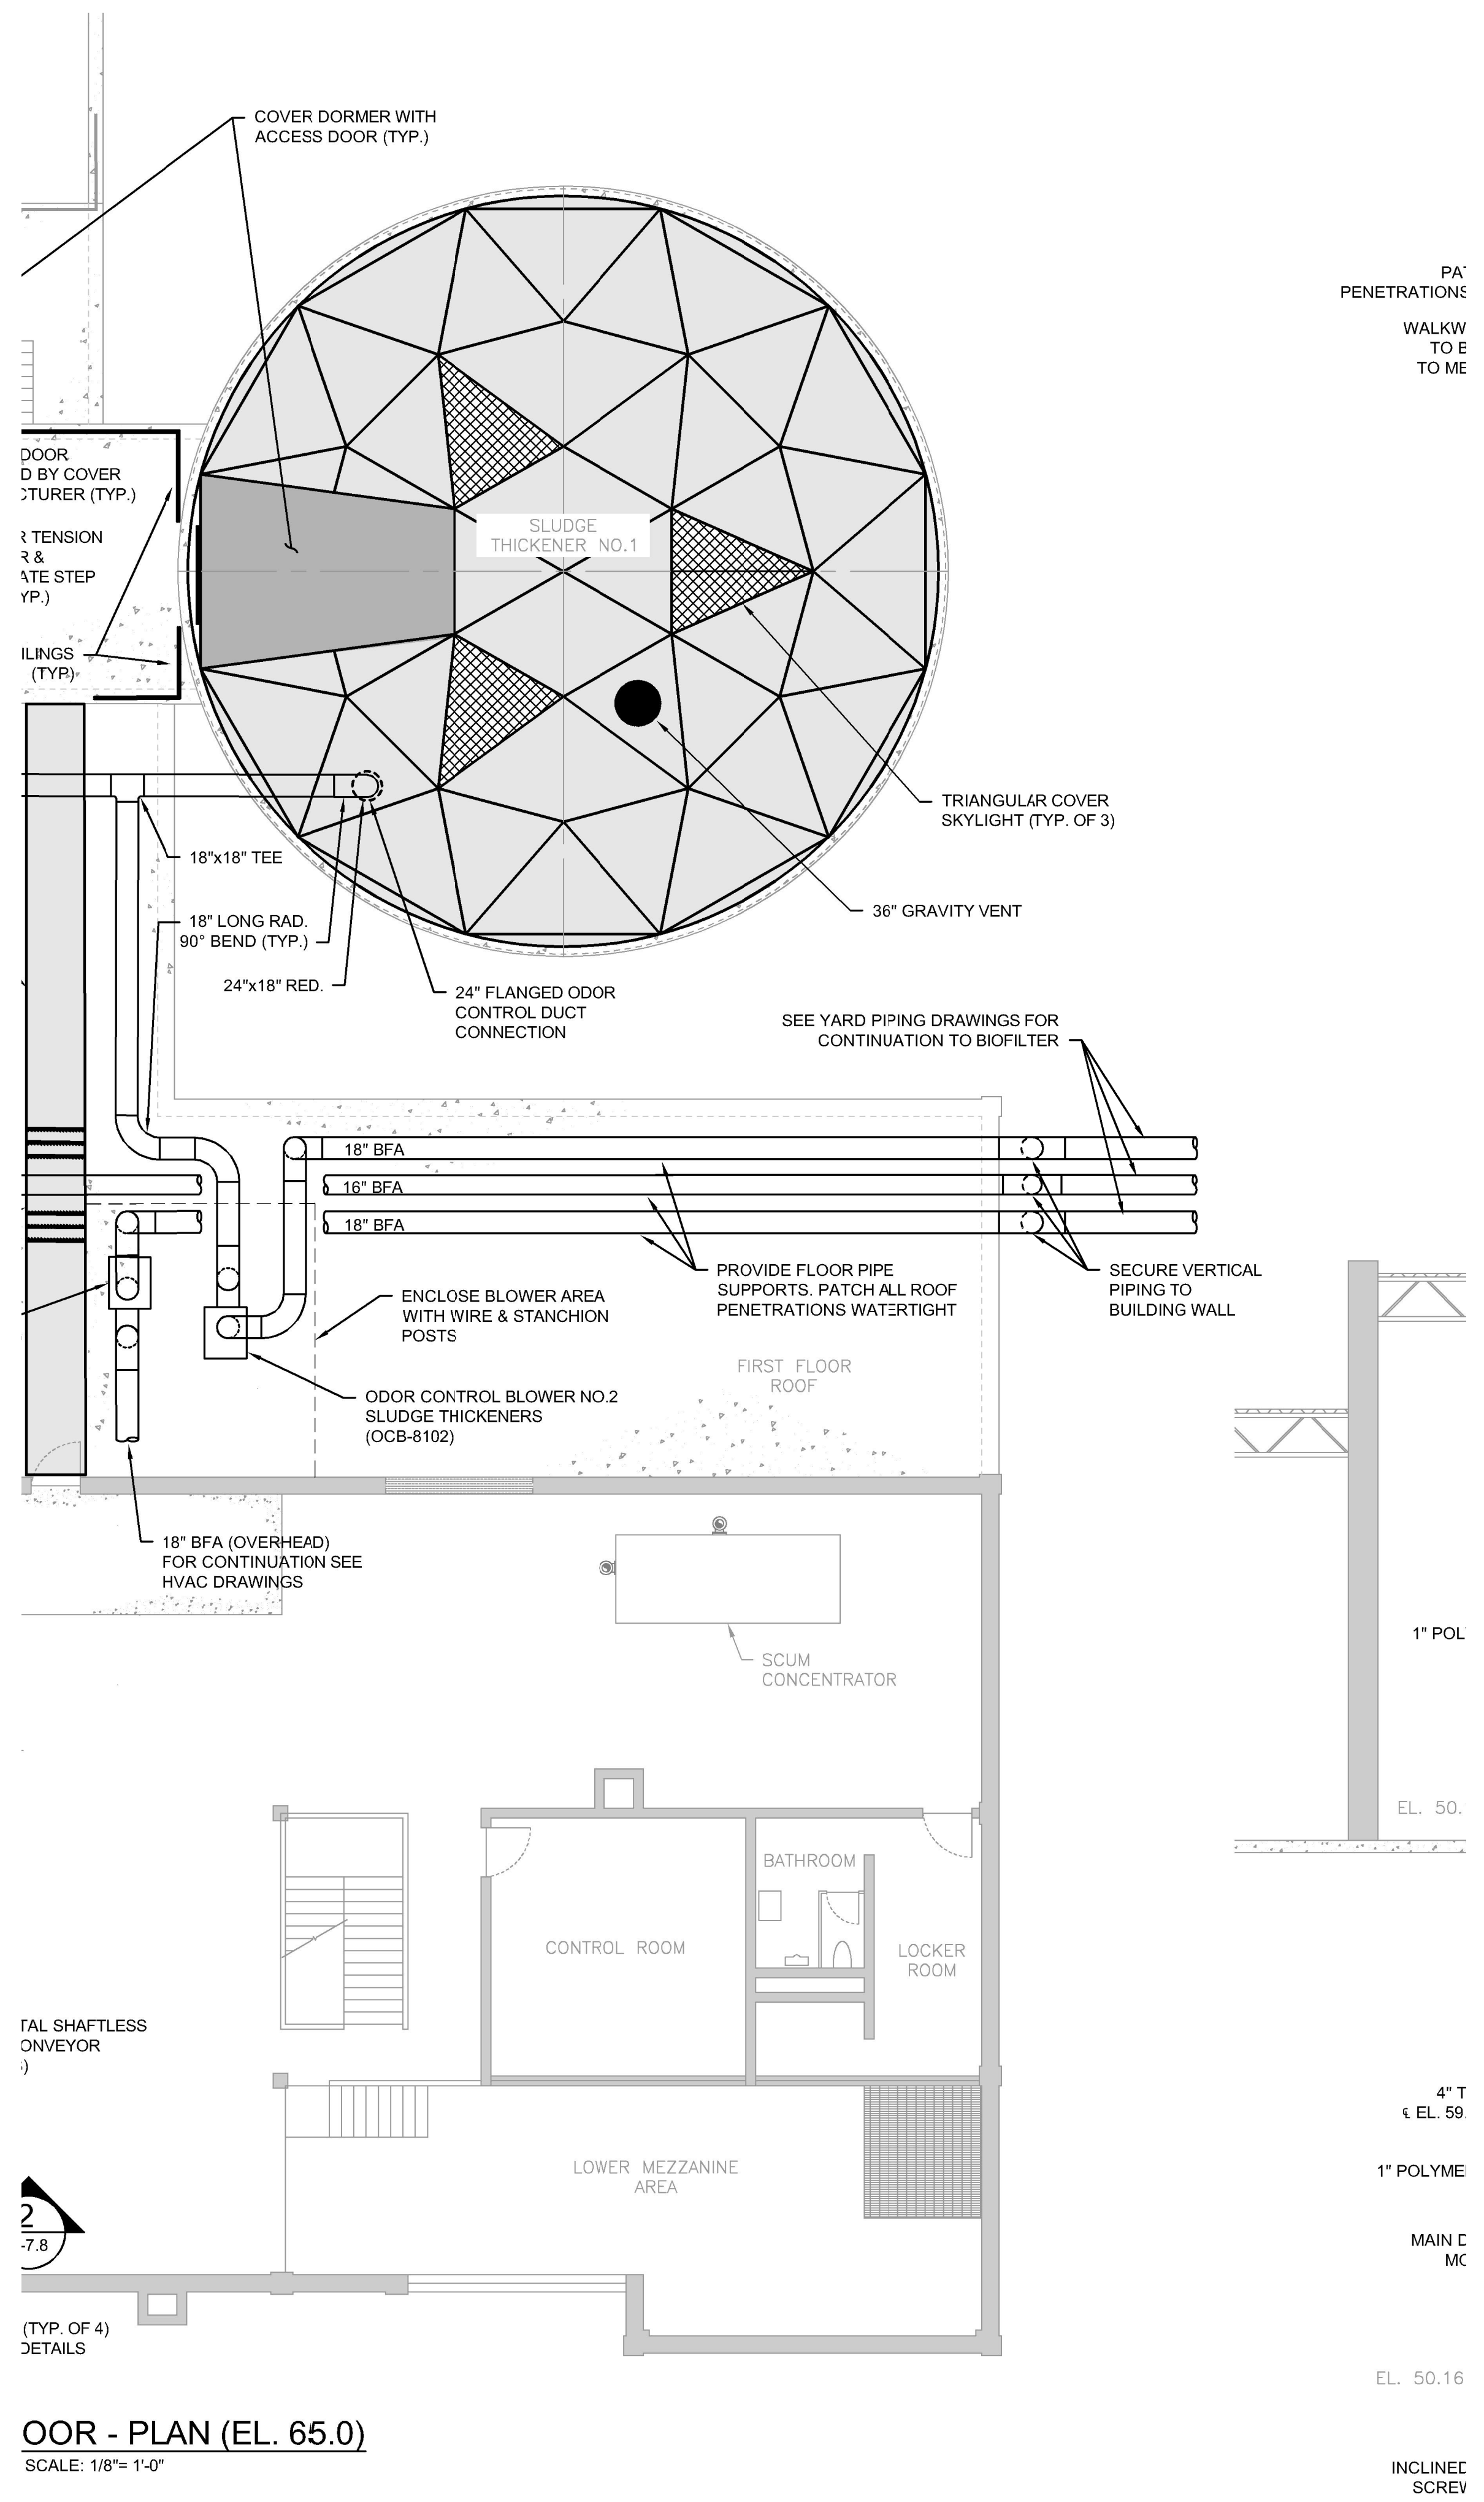 COVER DORMER WITH
ACCESS DOOR (TYP.)
PENETRATIONS
TO B
TO ME
DOOR
D BY COVER
CTURER (TYP.)
R TENSION
R &
ATE STEP
YP.)
ILINGS
(TYP)
SLUDGE
THICKENER NO.1
TRIANGULAR COVER
SKYLIGHT (TYP. OF 3)
18"x18" TEE
36" GRAVITY VENT
18" LONG RAD.
90° BEND (TYP.)
24"x18" RED.
24" FLANGED ODOR
CONTROL DUCT
CONNECTION
SEE YARD PIPING DRAWINGS FOR
CONTINUATION TO BIOFILTER
18" BFA
16" BFA
18" BFA
PROVIDE FLOOR PIPE
SUPPORTS. PATCH ALL ROOF
PENETRATIONS WATERTIGHT
SECURE VERTICAL
PIPING TO
BUILDING WALL
ENCLOSE BLOWER AREA
WITH WIRE & STANCHION
POSTS
FIRST FLOOR
ROOF
ODOR CONTROL BLOWER NO.2
SLUDGE THICKENERS
(OCB-8102)
18" BFA (OVERHEAD)
FOR CONTINUATION SEE
HVAC DRAWINGS
SCUM
CONCENTRATOR
1" POL
EL. 50.
BATHROOM
CONTROL ROOM
LOCKER
ROOM
TAL SHAFTLESS
ONVEYOR
4" T
℄ EL. 59.
LOWER MEZZANINE
AREA
1" POLYME
2
-7.8
MAIN D
MO
(TYP. OF 4)
DETAILS
EL. 50.16
OOR - PLAN (EL. 65.0)
SCALE: 1/8"= 1'-0"
INCLINED
SCREW